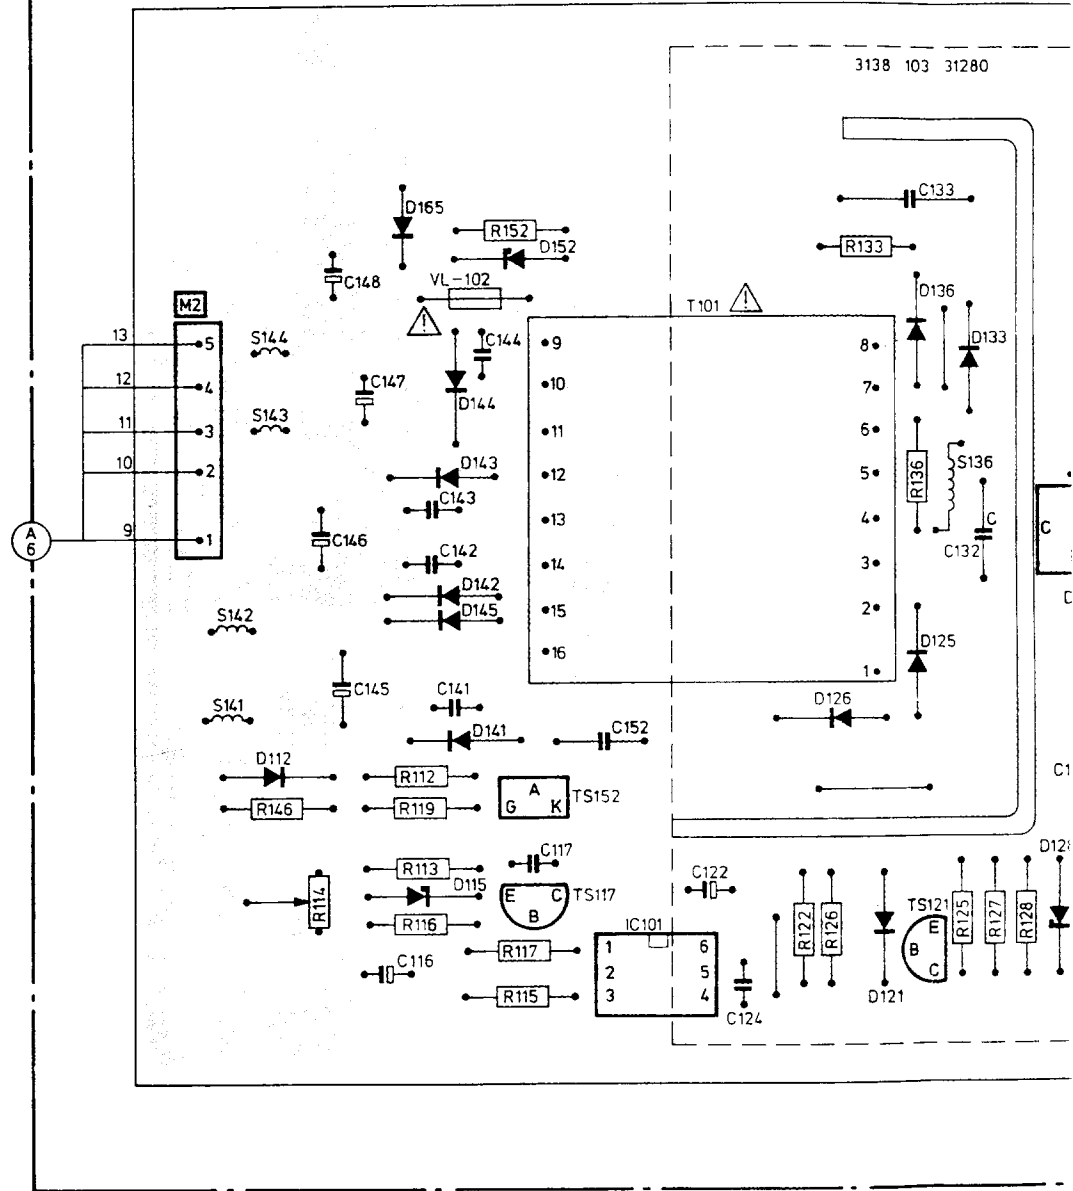 3138 103 31280
C133
D165
R152
D152
R133
C148
VL-102
D136
M2
T101
13
5
S144
C144
9
8
D133
12
4
C147
D144
10
7
11
3
S143
11
6
10
2
D143
12
5
R136
S136
C143
13
4
C
C132
C
A
6
9
1
C146
C142
14
3
D142
D145
15
2
S142
16
1
D125
C145
C141
S141
D141
C152
D126
D112
R112
A
G K
TS152
R146
R119
C117
R113
D115
E C
B
TS117
C122
R114
R116
IC101
R117
1 6
2 5
3 4
R115
C116
C124
R122
R126
D121
TS121
E
B
C
R125
R127
R128